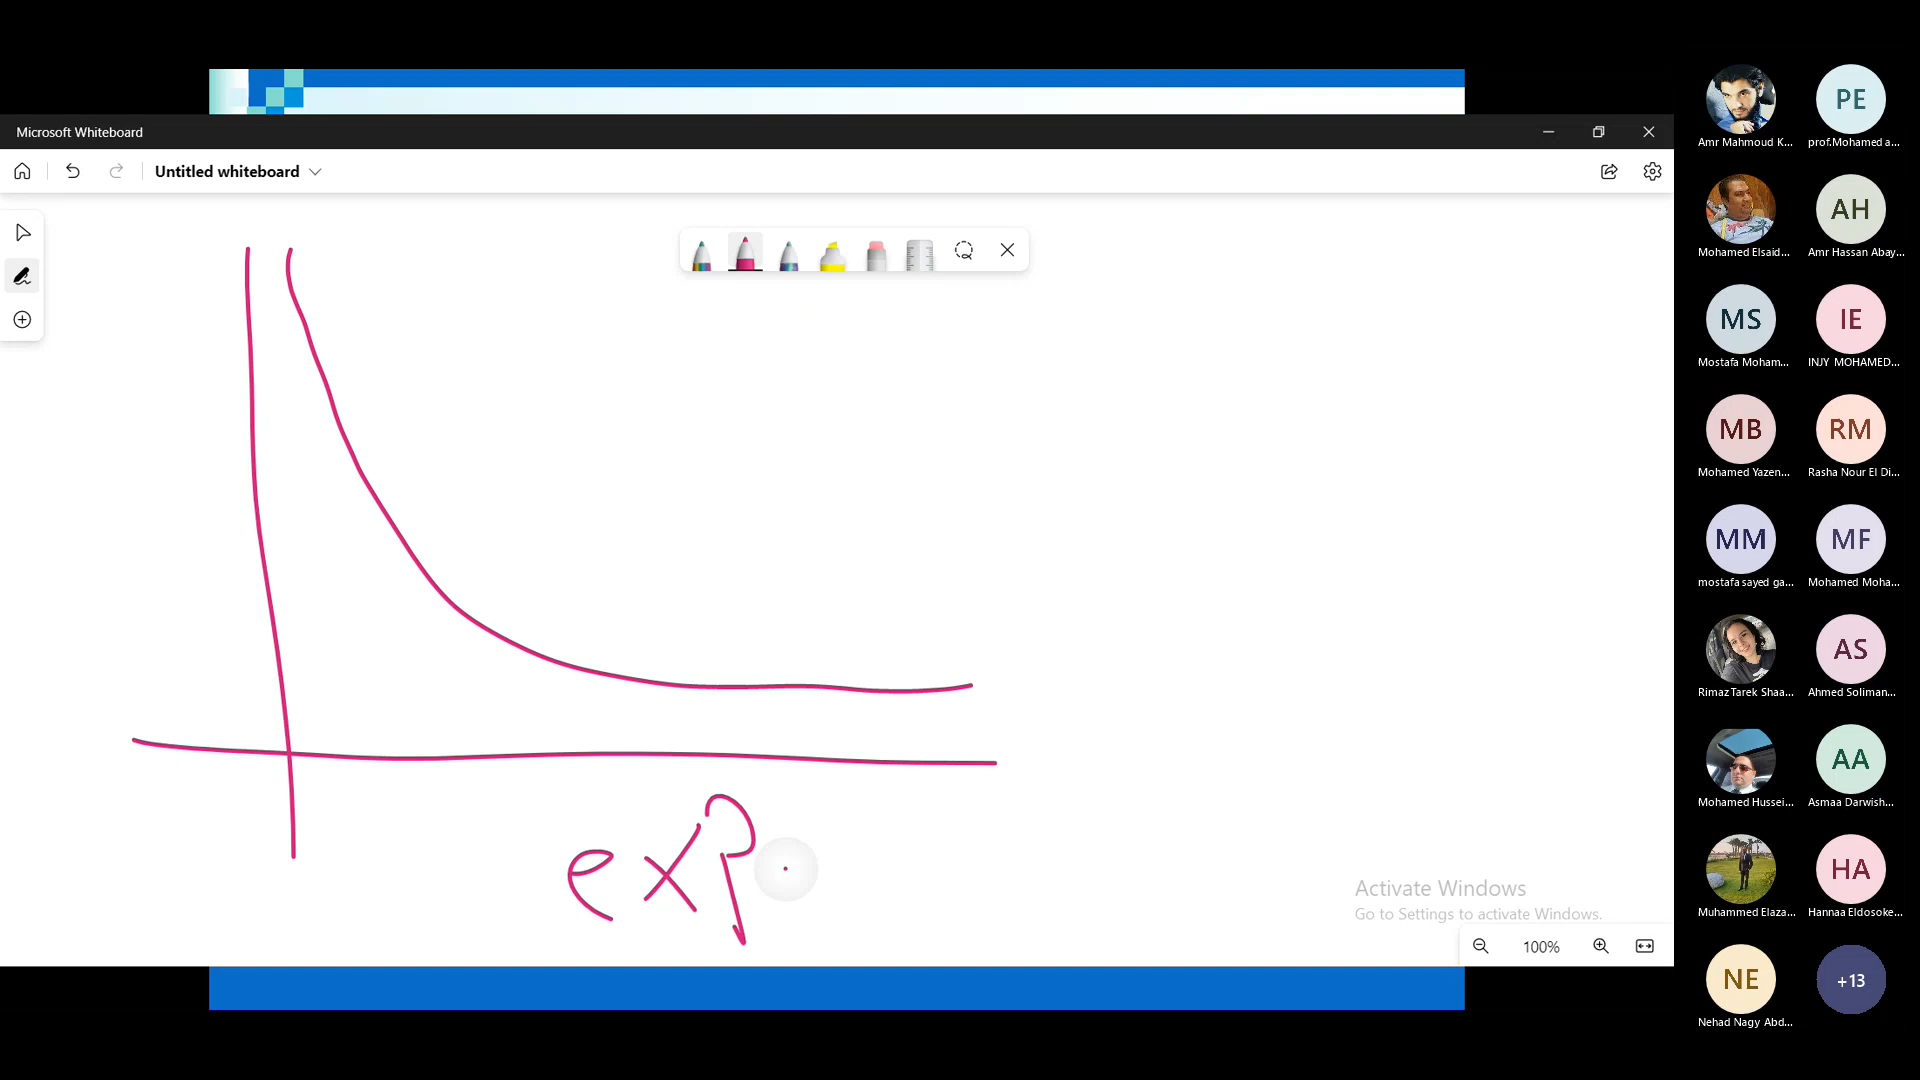 Microsoft Whiteboard
Untitled whiteboard
exp
Activate Windows
Go to Settings to activate Windows.
100%
Amr Mahmoud K...
PE
prof.Mohamed a...
Mohamed Elsaid...
AH
Amr Hassan Abay...
MS
Mostafa Moham...
IE
INJY MOHAMED...
MB
Mohamed Yazen...
RM
Rasha Nour El Di...
MM
mostafa sayed ga...
MF
Mohamed Moha...
Rimaz Tarek Shaa...
AS
Ahmed Soliman...
Mohamed Hussei...
AA
Asmaa Darwish...
Muhammed Elaza...
HA
Hannaa Eldosoke...
NE
Nehad Nagy Abd...
+13